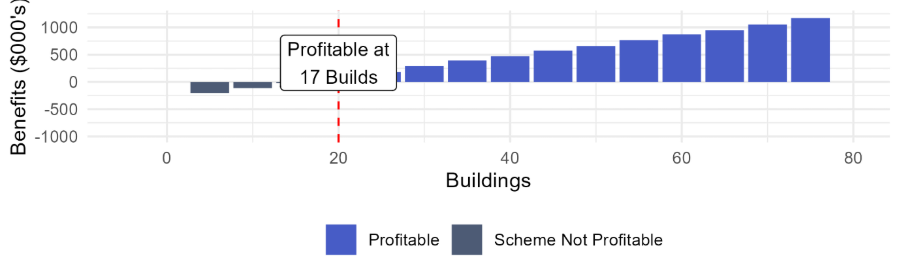 Benefits ($000's)
1000
500
0
-500
-1000
Profitable at
17 Builds
0 20 40 60 80
Buildings
Profitable Scheme Not Profitable